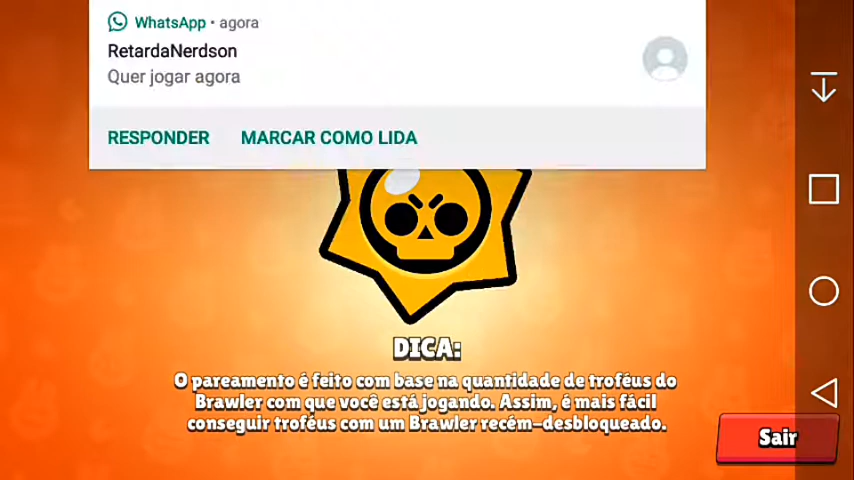 WhatsApp • agora
RetardaNerdson
Quer jogar agora
RESPONDER MARCAR COMO LIDA
DICA:
O pareamento é feito com base na quantidade de troféus do
Brawler com que você está jogando. Assim, é mais fácil
conseguir troféus com um Brawler recém-desbloqueado.
Sair